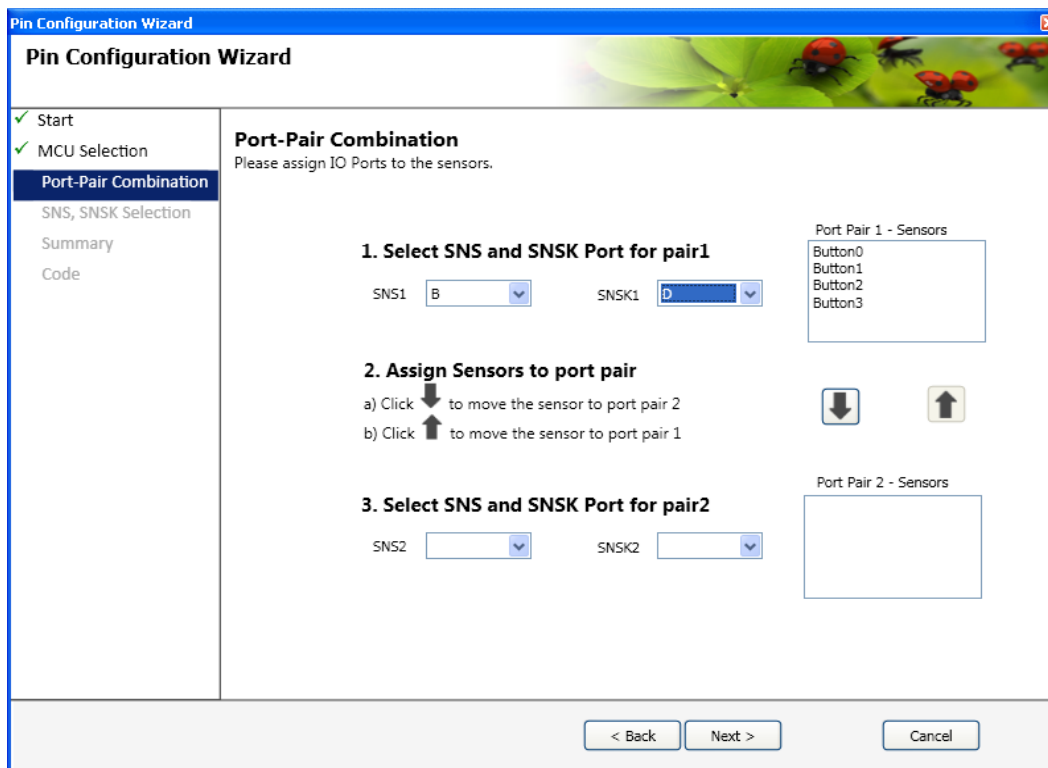 Pin Configuration Wizard
Pin Configuration Wizard
Start
MCU Selection
Port-Pair Combination
SNS, SNSK Selection
Summary
Code
Port-Pair Combination
Please assign IO Ports to the sensors.
1. Select SNS and SNSK Port for pair1
SNS1 B SNSK1 D
Port Pair 1 - Sensors
Button0
Button1
Button2
Button3
2. Assign Sensors to port pair
a) Click to move the sensor to port pair 2
b) Click to move the sensor to port pair 1
3. Select SNS and SNSK Port for pair2
SNS2 SNSK2
Port Pair 2 - Sensors
< Back Next > Cancel